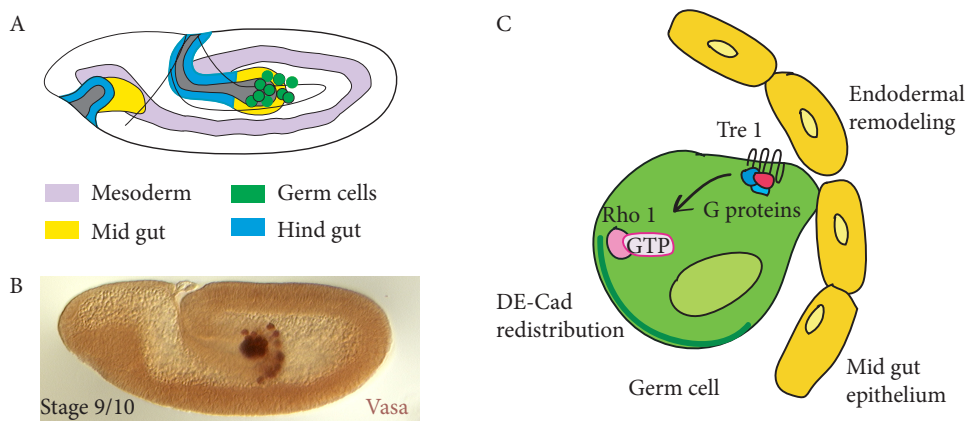 A
Mesoderm
Mid gut
Germ cells
Hind gut
B
Stage 9/10
Vasa
C
Endodermal
remodeling
Tre 1
G proteins
Rho 1
GTP
DE-Cad
redistribution
Germ cell
Mid gut
epithelium